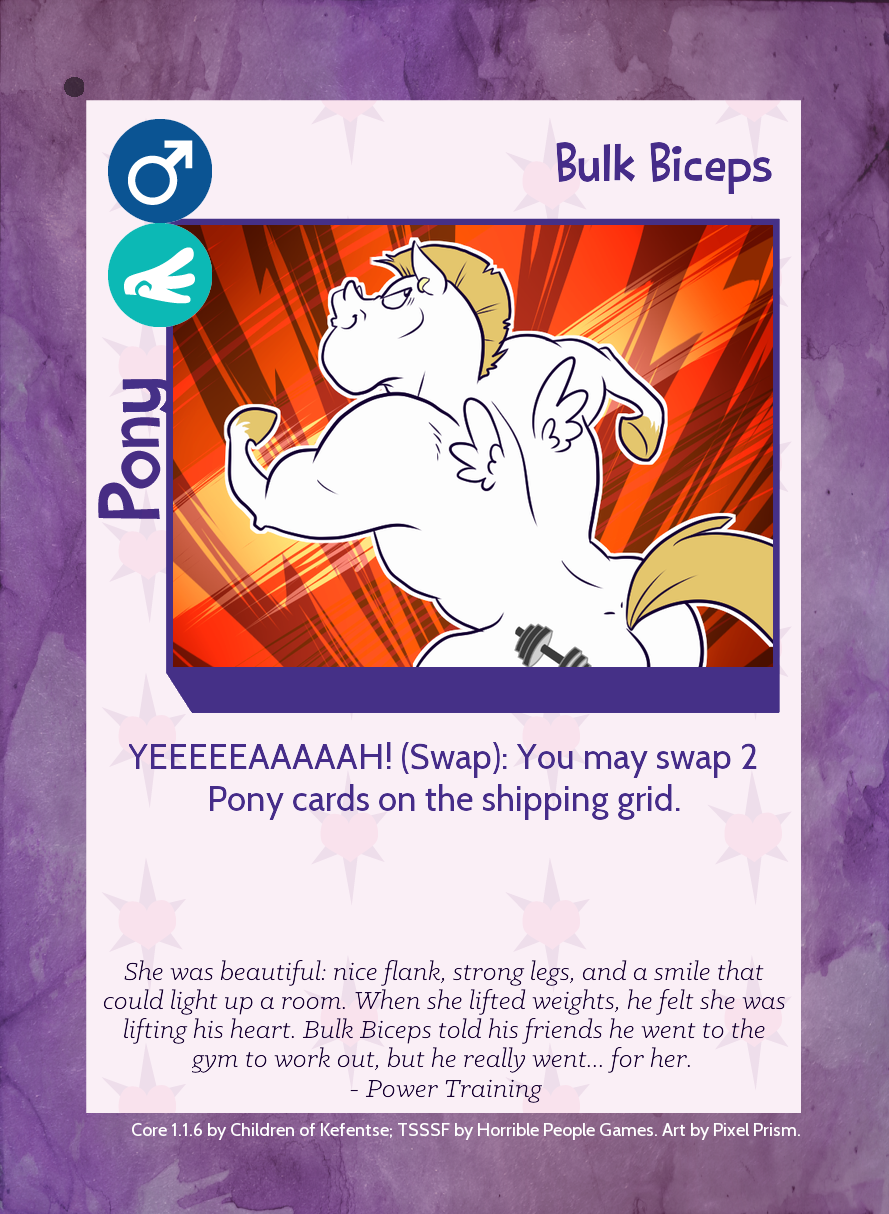 Bulk Biceps
Pony
YEEEEEAAAAAH! (Swap): You may swap 2
Pony cards on the shipping grid.
She was beautiful: nice flank, strong legs, and a smile that
could light up a room. When she lifted weights, he felt she was
lifting his heart. Bulk Biceps told his friends he went to the
gym to work out, but he really went... for her.
- Power Training
Core 1.1.6 by Children of Kefentse; TSSSF by Horrible People Games. Art by Pixel Prism.